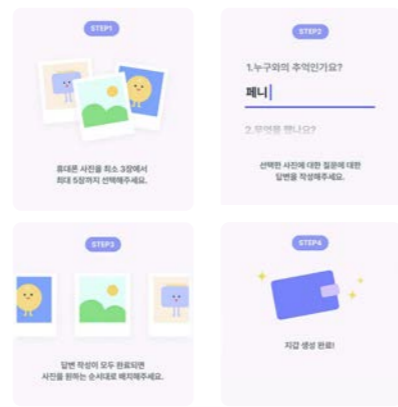 STEP1
휴대폰 사진을 최소 3장에서
최대 5장까지 선택해주세요.
STEP2
1.누구와의 추억인가요?
페니
2.무엇을 했나요?
선택한 사진에 대한 질문에 대한
답변을 작성해주세요.
STEP3
답변 작성이 모두 완료되면
사진을 원하는 순서대로 배치해주세요.
STEP4
지갑 생성 완료!